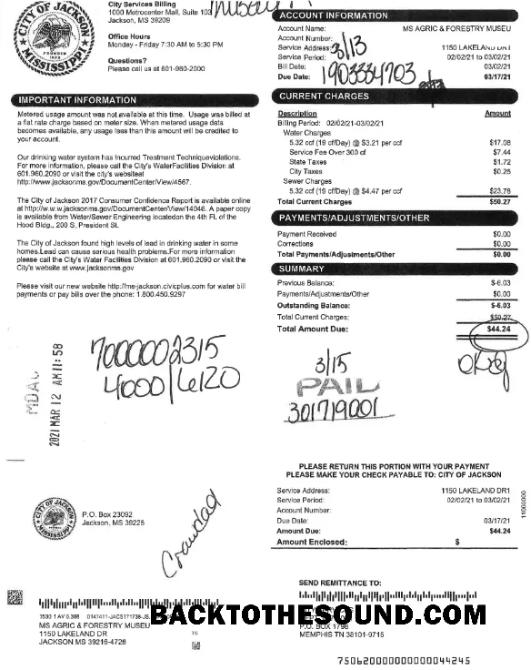 CITY OF JACKSON
MISSISSIPPI
City Services Billing
1000 Metrocenter Mall, Suite 103
Jackson, MS 39209
Office Hours
Monday - Friday 7:30 AM to 5:30 PM
Questions?
Please call us at 601-960-2000
ACCOUNT INFORMATION
Account Name: MS AGRIC & FORESTRY MUSEU
Account Number:
Service Address: 1150 LAKELAND DR1
Service Period: 02/02/21 to 03/02/21
Bill Date: 03/02/21
Due Date: 03/17/21
3/13
1903334703
IMPORTANT INFORMATION
Metered usage amount was not available at this time. Usage was billed at
a flat rate charge based on meter size. When metered usage data
becomes available, any usage less than this amount will be credited to
your account.
Our drinking water system has incurred Treatment Techniqueviolations.
For more information, please call the City's WaterFacilities Division at
601.960.2090 or visit the city's websiteat
http://www.jacksonms.gov/DocumentCenter/View/4567.
The City of Jackson 2017 Consumer Confidence Report is available online
at http://w w w.jacksonms.gov/DocumentCenter/View/14046. A paper copy
is available from Water/Sewer Engineering locatedon the 4th FL of the
Hood Bldg., 200 S. President St.
The City of Jackson found high levels of lead in drinking water in some
homes.Lead can cause serious health problems.For more information
please call the City's Water Facilities Division at 601.960.2090 or visit the
City's website at www.jacksonms.gov
Please visit our new website http://ms-jackson.civicplus.com for water bill
payments or pay bills over the phone: 1.800.450.9297
CURRENT CHARGES
Description Amount
Billing Period: 02/02/21-03/02/21
Water Charges
5.32 ccf (19 cf/Day) @ $3.21 per ccf $17.08
Service Fee Over 300 cf $7.44
State Taxes $1.72
City Taxes $0.25
Sewer Charges
5.32 ccf (19 cf/Day) @ $4.47 per ccf $23.78
Total Current Charges $50.27
PAYMENTS/ADJUSTMENTS/OTHER
Payment Received $0.00
Corrections $0.00
Total Payments/Adjustments/Other $0.00
SUMMARY
Previous Balance: $-6.03
Payments/Adjustments/Other $0.00
Outstanding Balance: $-6.03
Total Current Charges: $50.27
Total Amount Due: $44.24
MDAC
2021 MAR 12 AM 11:58
7000002315
4000/6120
3/15
PAID
301719001
PLEASE RETURN THIS PORTION WITH YOUR PAYMENT
PLEASE MAKE YOUR CHECK PAYABLE TO: CITY OF JACKSON
Service Address: 1150 LAKELAND DR1
Service Period: 02/02/21 to 03/02/21
Account Number:
Due Date: 03/17/21
Amount Due: $44.24
Amount Enclosed: $
CITY OF JACKSON
MISSISSIPPI
P.O. Box 23092
Jackson, MS 39225
SEND REMITTANCE TO:
BACKTOTHESOUND.COM
MS AGRIC & FORESTRY MUSEU
1150 LAKELAND DR
JACKSON MS 39216-4728
P.O. BOX 1798
MEMPHIS TN 38101-9715